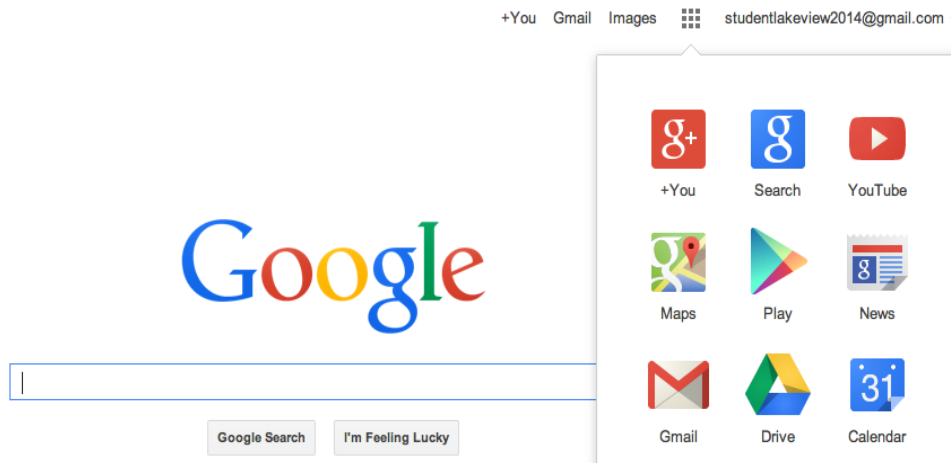 +You Gmail Images studentlakeview2014@gmail.com
g+ g
+You Search YouTube
Google
g g
Maps Play News
31
Gmail Drive Calendar
Google Search I'm Feeling Lucky